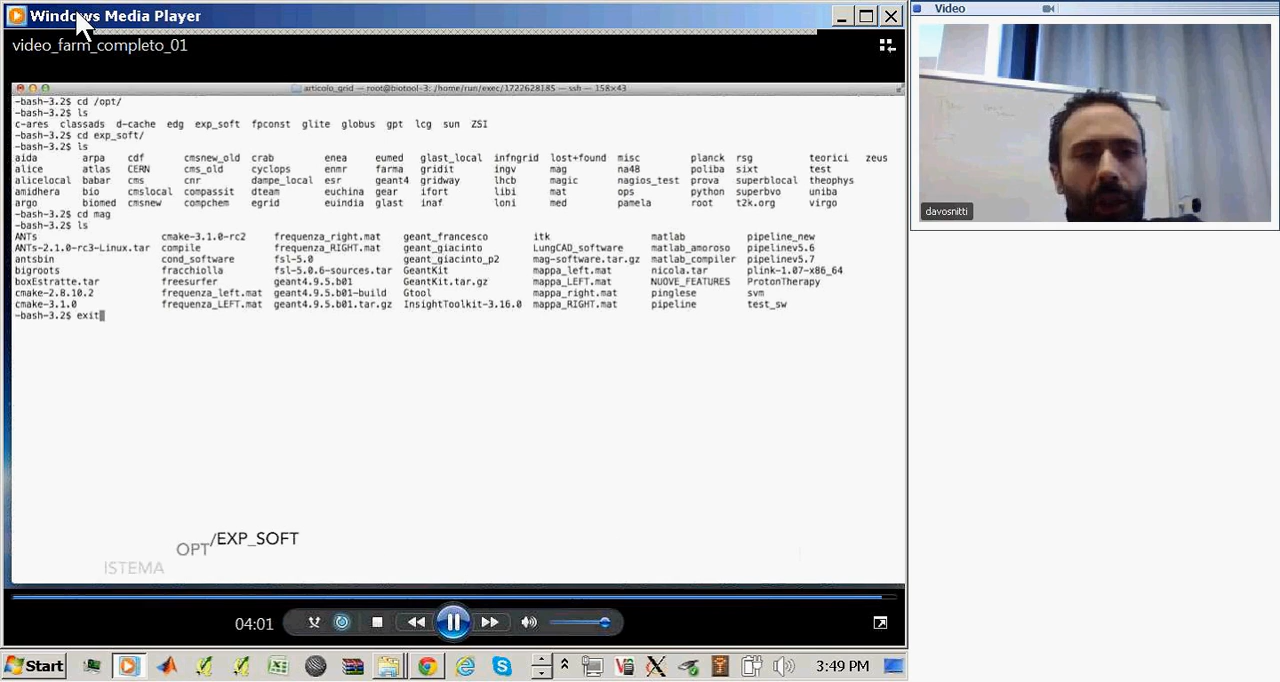 Windows Media Player
video_farm_completo_01
articolo_grid — root@biotool-3: /home/run/exec/1722628185 — ssh — 158×43
-bash-3.2$ cd /opt/
-bash-3.2$ ls
c-ares classads d-cache edg exp_soft fpconst glite globus gpt lcg sun ZSI
-bash-3.2$ cd exp_soft/
-bash-3.2$ ls
aida arpa cdf cmsnew_old crab enea eumed glast_local infngrid lost+found misc planck rsg teorici zeus
alice atlas CERN cms_old cyclops enmr farma gridit ingv mag na48 poliba sixt test
alicelocal babar cms cnr dampe_local esr geant4 gridway lhcb magic nagios_test prova superblocal theophys
amidhera bio cmslocal compassit dteam euchina gear ifort libi mat ops python superbvo uniba
argo biomed cmsnew compchem egrid euindia glast inaf loni med pamela root t2k.org virgo
-bash-3.2$ cd mag
-bash-3.2$ ls
ANTs cmake-3.1.0-rc2 frequenza_right.mat geant_francesco itk matlab pipeline_new
ANTs-2.1.0-rc3-Linux.tar compile frequenza_RIGHT.mat geant_giacinto LungCAD_software matlab_amoroso pipelinev5.6
antsbin cond_software fsl-5.0 geant_giacinto_p2 mag-software.tar.gz matlab_compiler pipelinev5.7
bigroots fracchiolla fsl-5.0.6-sources.tar GeantKit mappa_left.mat nicola.tar plink-1.07-x86_64
boxEstratte.tar freesurfer geant4.9.5.b01 GeantKit.tar.gz mappa_LEFT.mat NUOVE_FEATURES ProtonTherapy
cmake-2.8.10.2 frequenza_left.mat geant4.9.5.b01-build Gtool mappa_right.mat pinglese svm
cmake-3.1.0 frequenza_LEFT.mat geant4.9.5.b01.tar.gz InsightToolkit-3.16.0 mappa_RIGHT.mat pipeline test_sw
-bash-3.2$ exit
OPT/EXP_SOFT
ISTEMA
04:01
Start
3:49 PM
Video
davosnitti